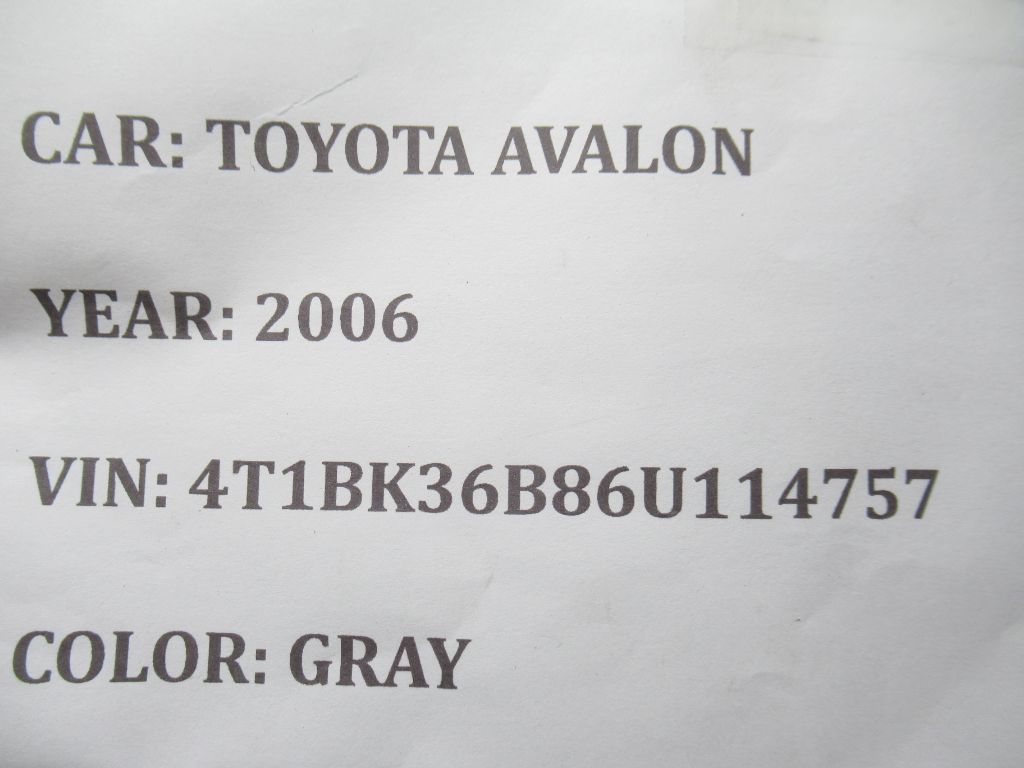 CAR: TOYOTA AVALON
YEAR: 2006
VIN: 4T1BK36B86U114757
COLOR: GRAY